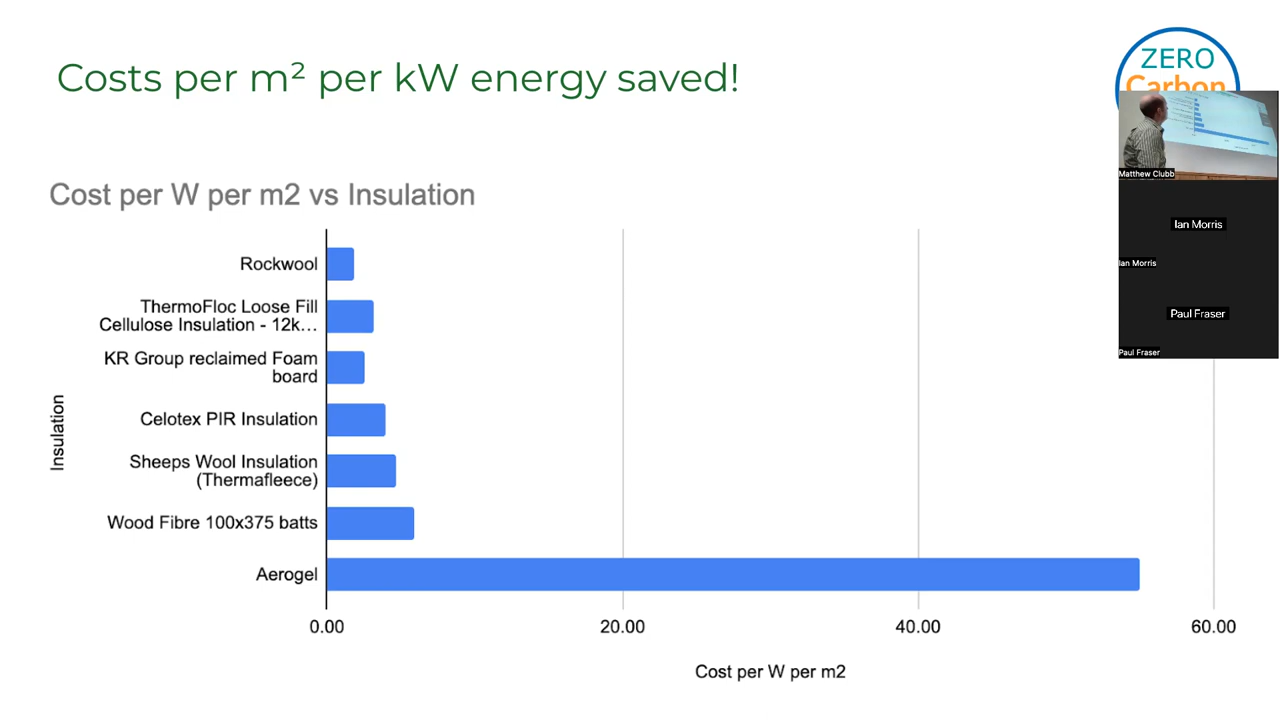 Costs per m² per kW energy saved!
ZERO
Carbon
Matthew Clubb
Ian Morris
Ian Morris
Paul Fraser
Paul Fraser
Cost per W per m2 vs Insulation
Insulation
Rockwool
ThermoFloc Loose Fill
Cellulose Insulation - 12k...
KR Group reclaimed Foam
board
Celotex PIR Insulation
Sheeps Wool Insulation
(Thermafleece)
Wood Fibre 100x375 batts
Aerogel
0.00
20.00
40.00
60.00
Cost per W per m2